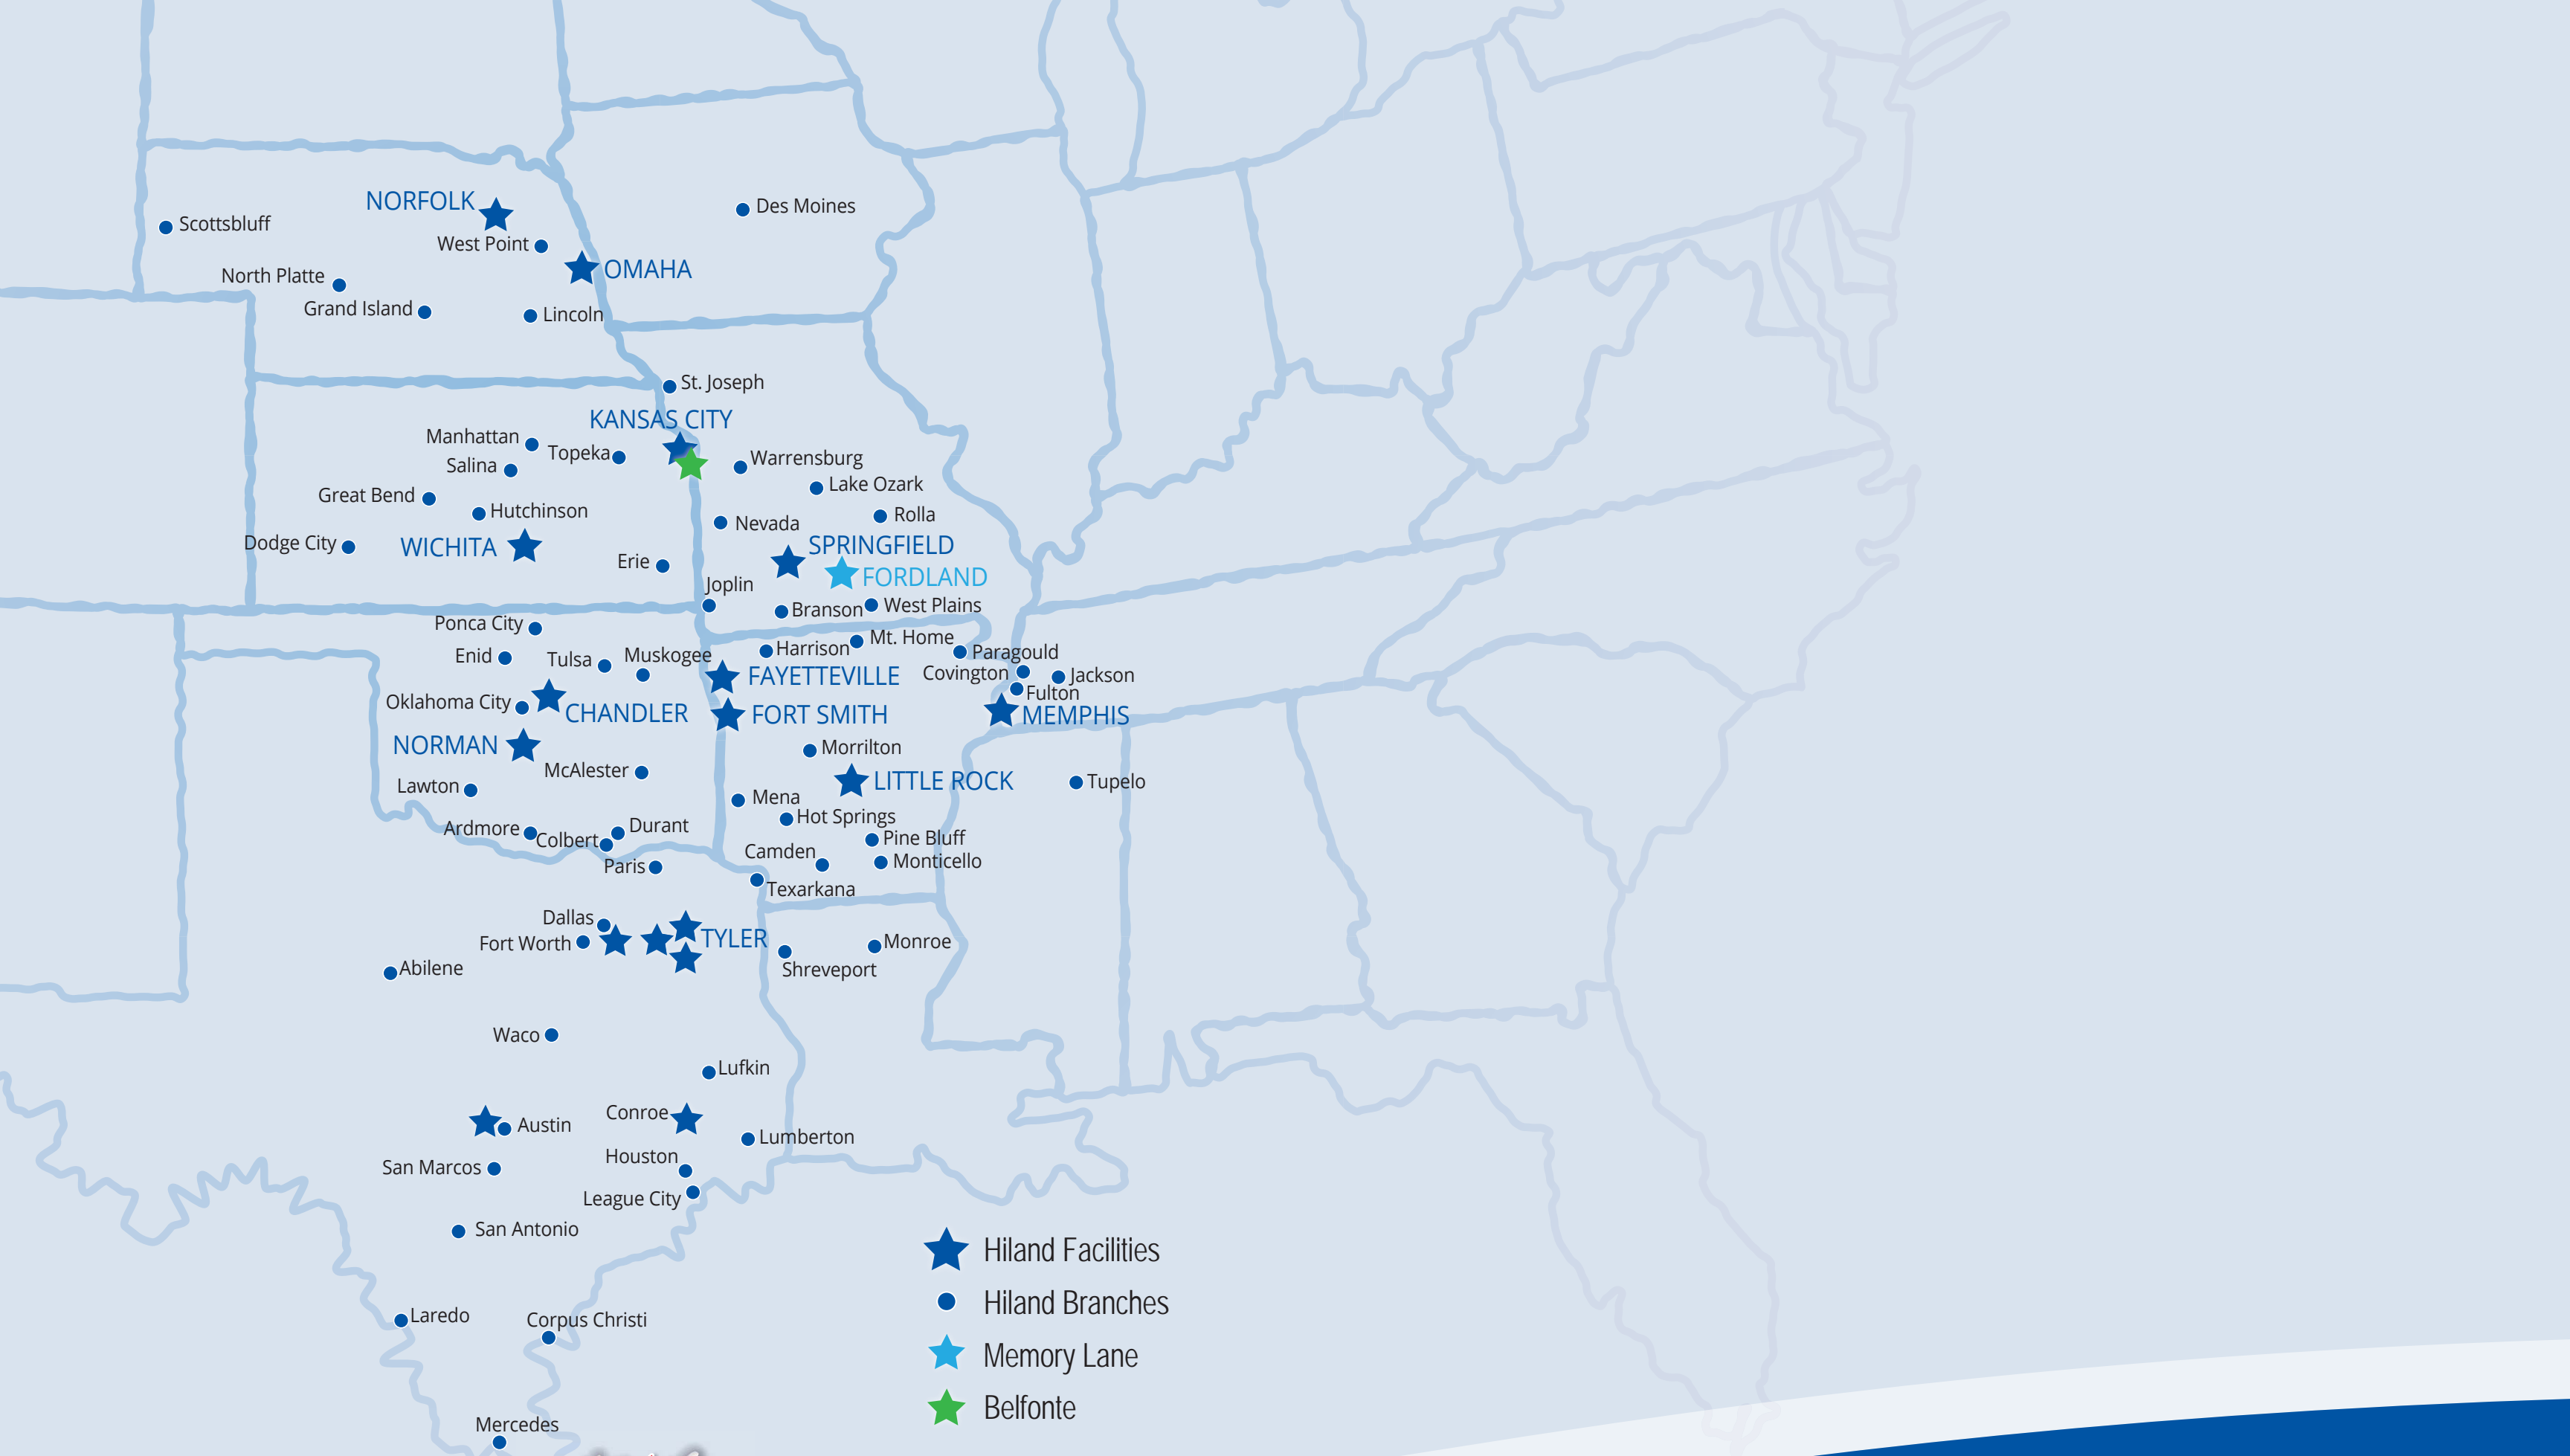 NORFOLK
Des Moines
Scottsbluff
West Point
OMAHA
North Platte
Grand Island
Lincoln
St. Joseph
KANSAS CITY
Manhattan
Topeka
Warrensburg
Salina
Lake Ozark
Great Bend
Hutchinson
Rolla
Nevada
Dodge City
WICHITA
SPRINGFIELD
Erie
FORDLAND
Joplin
Branson
West Plains
Ponca City
Mt. Home
Harrison
Paragould
Enid
Tulsa
Muskogee
Covington
Jackson
FAYETTEVILLE
Fulton
Oklahoma City
CHANDLER
FORT SMITH
MEMPHIS
NORMAN
Morrilton
McAlester
LITTLE ROCK
Tupelo
Lawton
Mena
Hot Springs
Ardmore
Durant
Colbert
Pine Bluff
Camden
Monticello
Paris
Texarkana
Dallas
TYLER
Fort Worth
Monroe
Abilene
Shreveport
Waco
Lufkin
Conroe
Austin
Lumberton
Houston
San Marcos
League City
San Antonio
Laredo
Corpus Christi
Mercedes
Hiland Facilities
Hiland Branches
Memory Lane
Belfonte